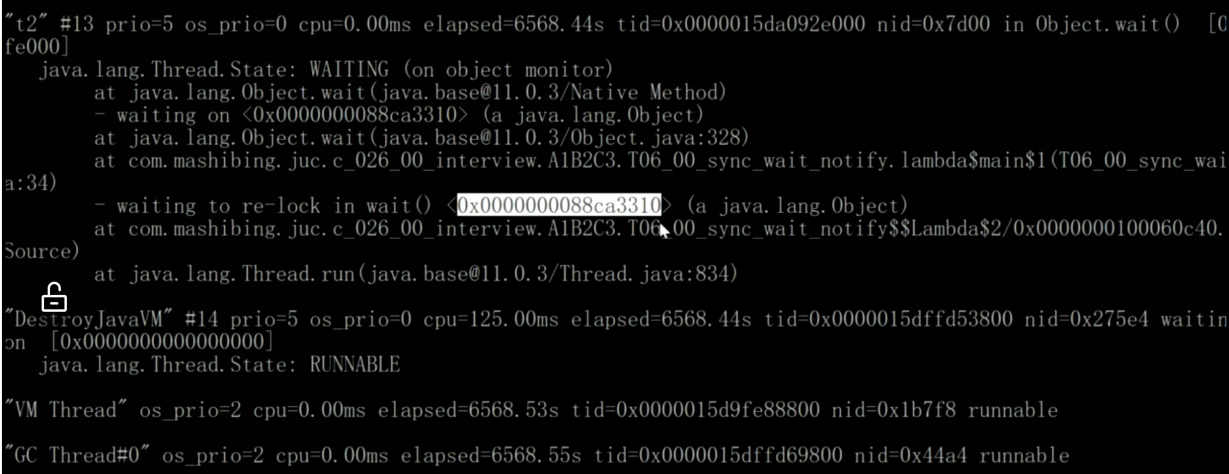 "t2" #13 prio=5 os_prio=0 cpu=0.00ms elapsed=6568.44s tid=0x0000015da092e000 nid=0x7d00 in Object.wait()  [0
fe000]
   java.lang.Thread.State: WAITING (on object monitor)
        at java.lang.Object.wait(java.base@11.0.3/Native Method)
        - waiting on <0x0000000088ca3310> (a java.lang.Object)
        at java.lang.Object.wait(java.base@11.0.3/Object.java:328)
        at com.mashibing.juc.c_026_00_interview.A1B2C3.T06_00_sync_wait_notify.lambda$main$1(T06_00_sync_wai
a:34)
        - waiting to re-lock in wait() <0x0000000088ca3310> (a java.lang.Object)
        at com.mashibing.juc.c_026_00_interview.A1B2C3.T06_00_sync_wait_notify$$Lambda$2/0x0000000100060c40.
Source)
        at java.lang.Thread.run(java.base@11.0.3/Thread.java:834)
"DestroyJavaVM" #14 prio=5 os_prio=0 cpu=125.00ms elapsed=6568.44s tid=0x0000015dffd53800 nid=0x275e4 waitin
on  [0x0000000000000000]
   java.lang.Thread.State: RUNNABLE
"VM Thread" os_prio=2 cpu=0.00ms elapsed=6568.53s tid=0x0000015d9fe88800 nid=0x1b7f8 runnable
"GC Thread#0" os_prio=2 cpu=0.00ms elapsed=6568.55s tid=0x0000015dffd69800 nid=0x44a4 runnable